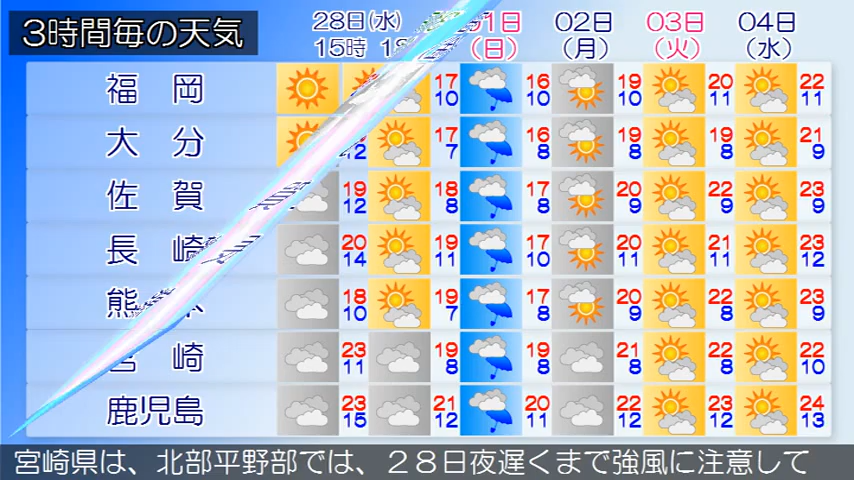 3時間毎の天気
28日(水) 01日 02日 03日 04日
15時 18 (日) (月) (火) (水)
福岡 17 10 16 10 19 10 20 11 22 11
大分 12 17 7 16 8 19 8 19 8 21 9
佐賀 19 12 18 8 17 8 20 9 22 9 23 9
長崎 20 14 19 11 17 10 20 11 21 11 23 12
熊本 18 10 19 7 17 8 20 9 22 8 23 9
宮崎 23 11 19 8 19 8 21 8 22 8 22 10
鹿児島 23 15 21 12 20 11 22 12 23 12 24 13
宮崎県は、北部平野部では、28日夜遅くまで強風に注意して